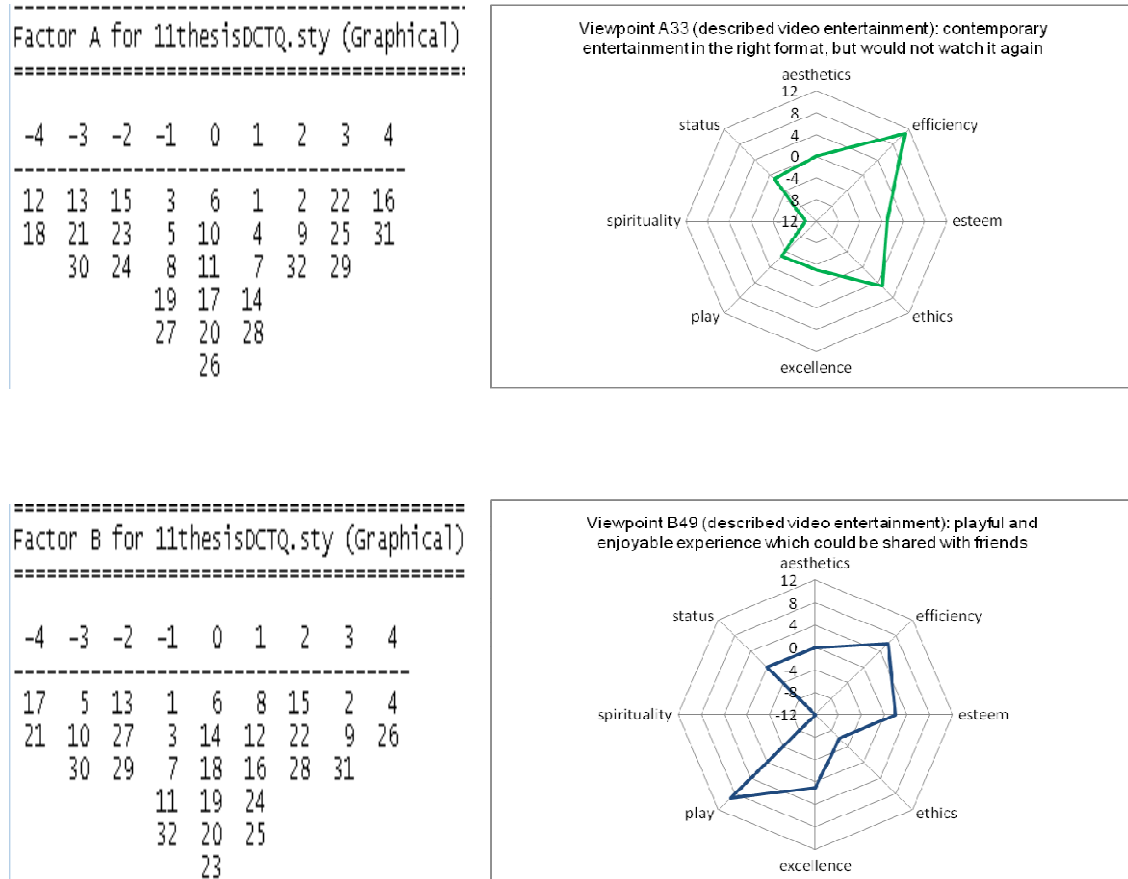 Factor A for 11thesisDCTQ.sty (Graphical)
-4 -3 -2 -1 0 1 2 3 4
12 13 15 3 6 1 2 22 16
18 21 23 5 10 4 9 25 31
30 24 8 11 7 32 29
19 17 14
27 20 28
26
Viewpoint A33 (described video entertainment): contemporary
entertainment in the right format, but would not watch it again
aesthetics
12
8
4
0
-4
8
12
status
efficiency
spirituality
esteem
play
ethics
excellence
Factor B for 11thesisDCTQ.sty (Graphical)
-4 -3 -2 -1 0 1 2 3 4
17 5 13 1 6 8 15 2 4
21 10 27 3 14 12 22 9 26
30 29 7 18 16 28 31
11 19 24
32 20 25
23
Viewpoint B49 (described video entertainment): playful and
enjoyable experience which could be shared with friends
aesthetics
12
8
4
0
-4
-8
-12
status
efficiency
spirituality
esteem
play
ethics
excellence